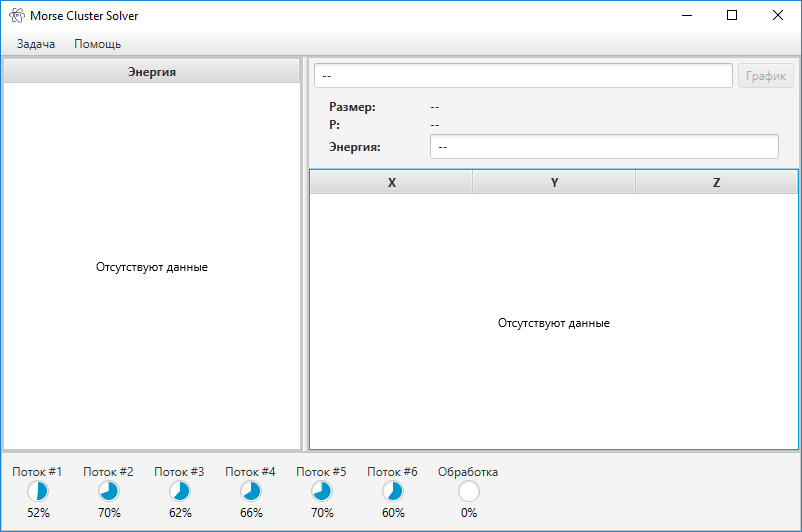 Morse Cluster Solver
Задача Помощь
Энергия
--
График
Размер: --
P: --
Энергия: --
X Y Z
Отсутствуют данные
Отсутствуют данные
Поток #1 Поток #2 Поток #3 Поток #4 Поток #5 Поток #6 Обработка
52% 70% 62% 66% 70% 60% 0%